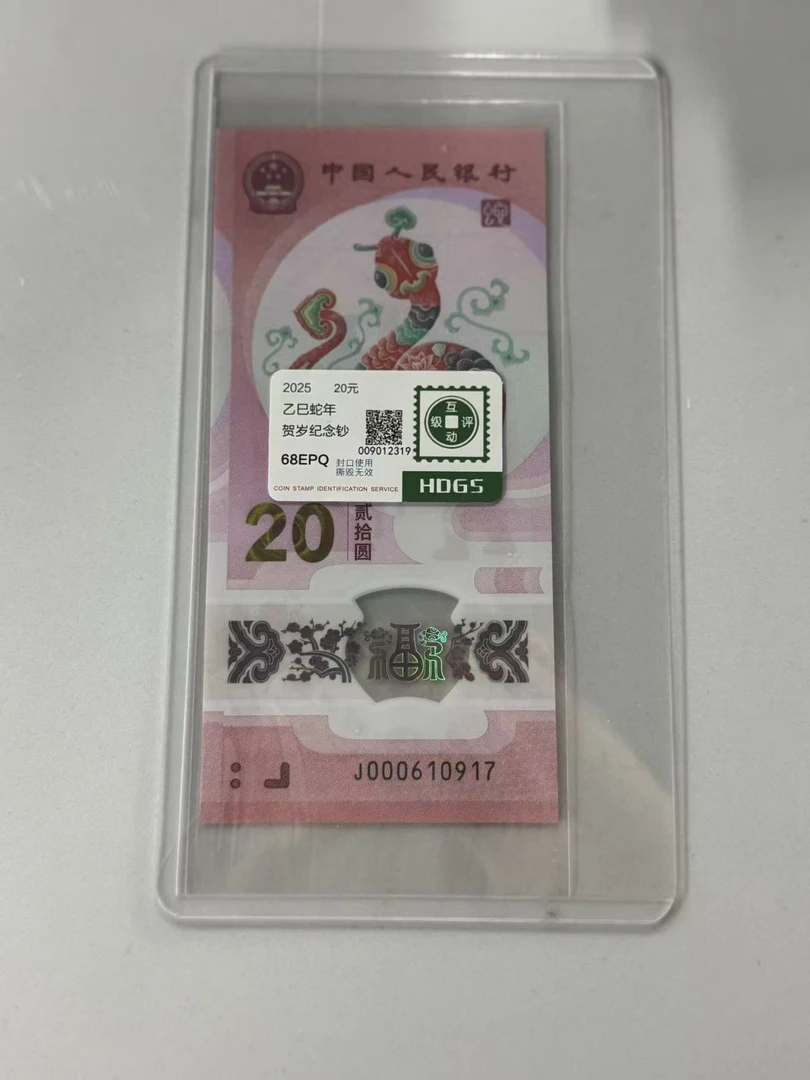 中国人民银行
2025 20元
乙巳蛇年
贺岁纪念钞
009012319
68EPQ 封口使用
撕毁无效
COIN STAMP IDENTIFICATION SERVICE
互
级 评
动
HDGS
20
贰拾圆
福
J000610917